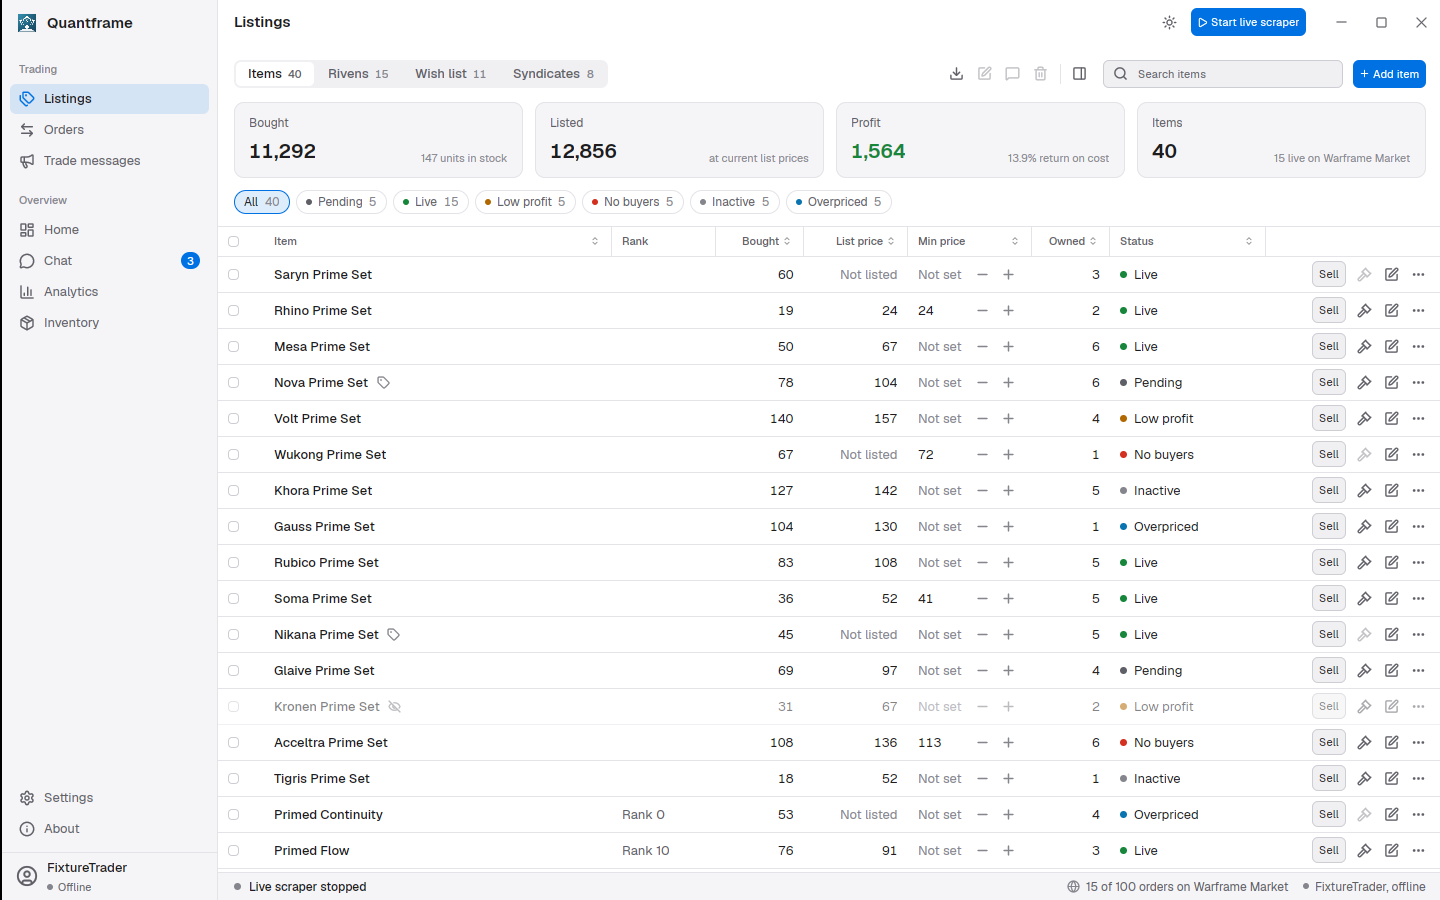 Quantframe
Trading
Listings
Orders
Trade messages
Overview
Home
Chat 3
Analytics
Inventory
Settings
About
FixtureTrader
Offline
Listings
Start live scraper
Items 40 Rivens 15 Wish list 11 Syndicates 8
Search items
+ Add item
Bought
11,292 147 units in stock
Listed
12,856 at current list prices
Profit
1,564 13.9% return on cost
Items
40 15 live on Warframe Market
All 40 Pending 5 Live 15 Low profit 5 No buyers 5 Inactive 5 Overpriced 5
Item Rank Bought List price Min price Owned Status
Saryn Prime Set 60 Not listed Not set 3 Live Sell
Rhino Prime Set 19 24 24 2 Live Sell
Mesa Prime Set 50 67 Not set 6 Live Sell
Nova Prime Set 78 104 Not set 6 Pending Sell
Volt Prime Set 140 157 Not set 4 Low profit Sell
Wukong Prime Set 67 Not listed 72 1 No buyers Sell
Khora Prime Set 127 142 Not set 5 Inactive Sell
Gauss Prime Set 104 130 Not set 1 Overpriced Sell
Rubico Prime Set 83 108 Not set 5 Live Sell
Soma Prime Set 36 52 41 5 Live Sell
Nikana Prime Set 45 Not listed Not set 5 Live Sell
Glaive Prime Set 69 97 Not set 4 Pending Sell
Kronen Prime Set 31 67 Not set 2 Low profit Sell
Acceltra Prime Set 108 136 113 6 No buyers Sell
Tigris Prime Set 18 52 Not set 1 Inactive Sell
Primed Continuity Rank 0 53 Not listed Not set 4 Overpriced Sell
Primed Flow Rank 10 76 91 Not set 3 Live Sell
Live scraper stopped
15 of 100 orders on Warframe Market
FixtureTrader, offline